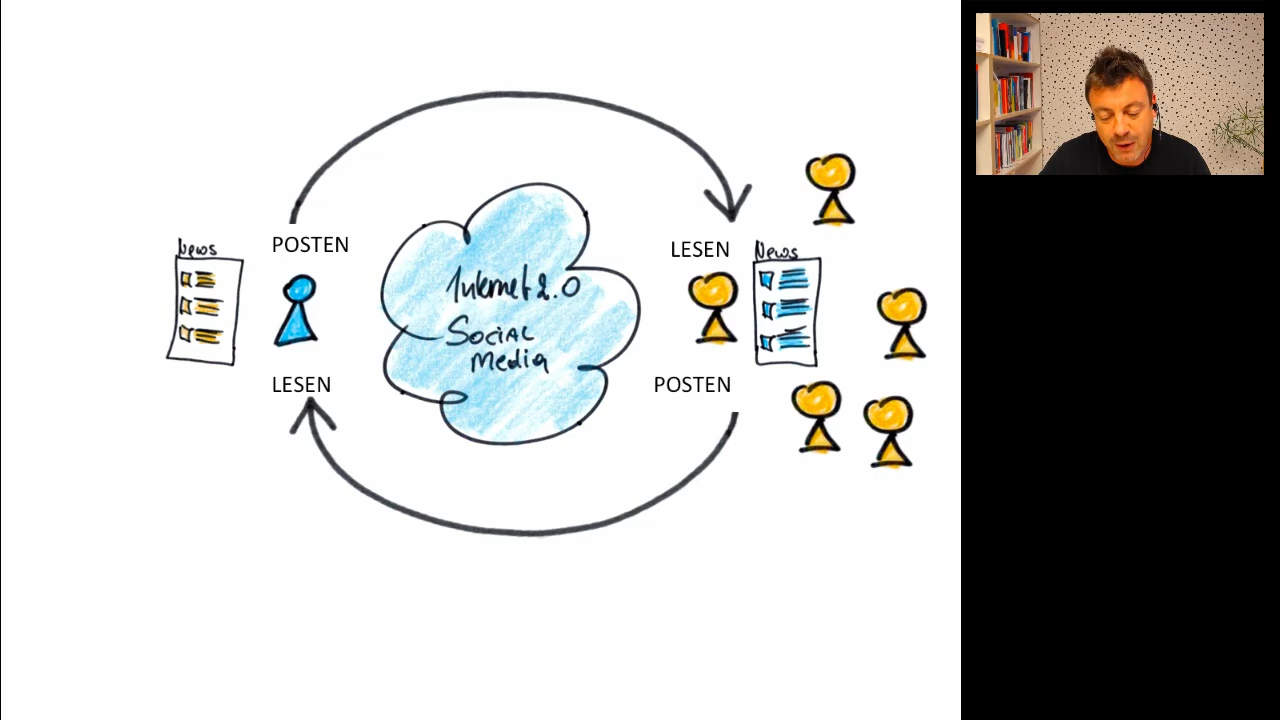 News
POSTEN
LESEN
Internet 2.0
Social
Media
LESEN
News
POSTEN